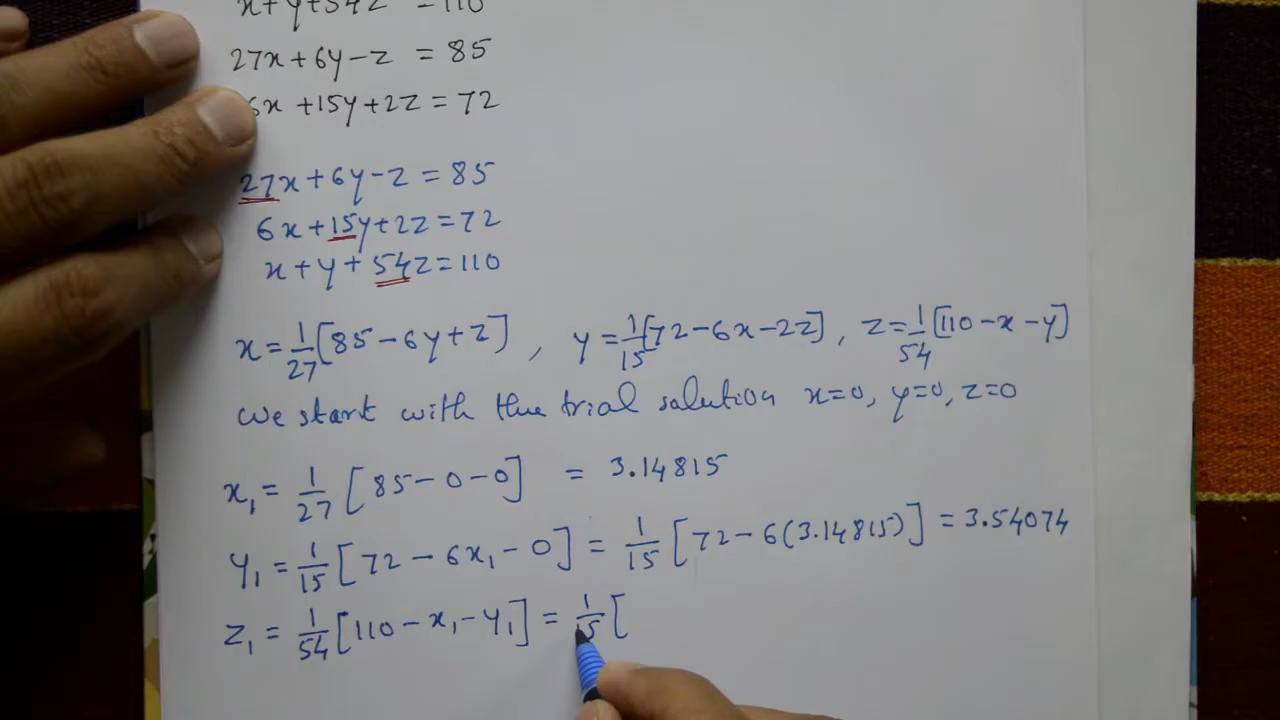 x+y+54z =110
27x+6y-z = 85
6x+15y+2z=72
27x+6y-z=85
6x+15y+2z=72
x+y+54z=110
x=1/27[85-6y+z], y=1/15[72-6x-2z], z=1/54[110-x-y]
We start with the trial solution x=0, y=0, z=0
x₁= 1/27 [85-0-0] = 3.14815
y₁=1/15[72-6x₁-0] = 1/15[72-6(3.14815)] = 3.54074
z₁= 1/54[110-x₁-y₁] = 1/15[